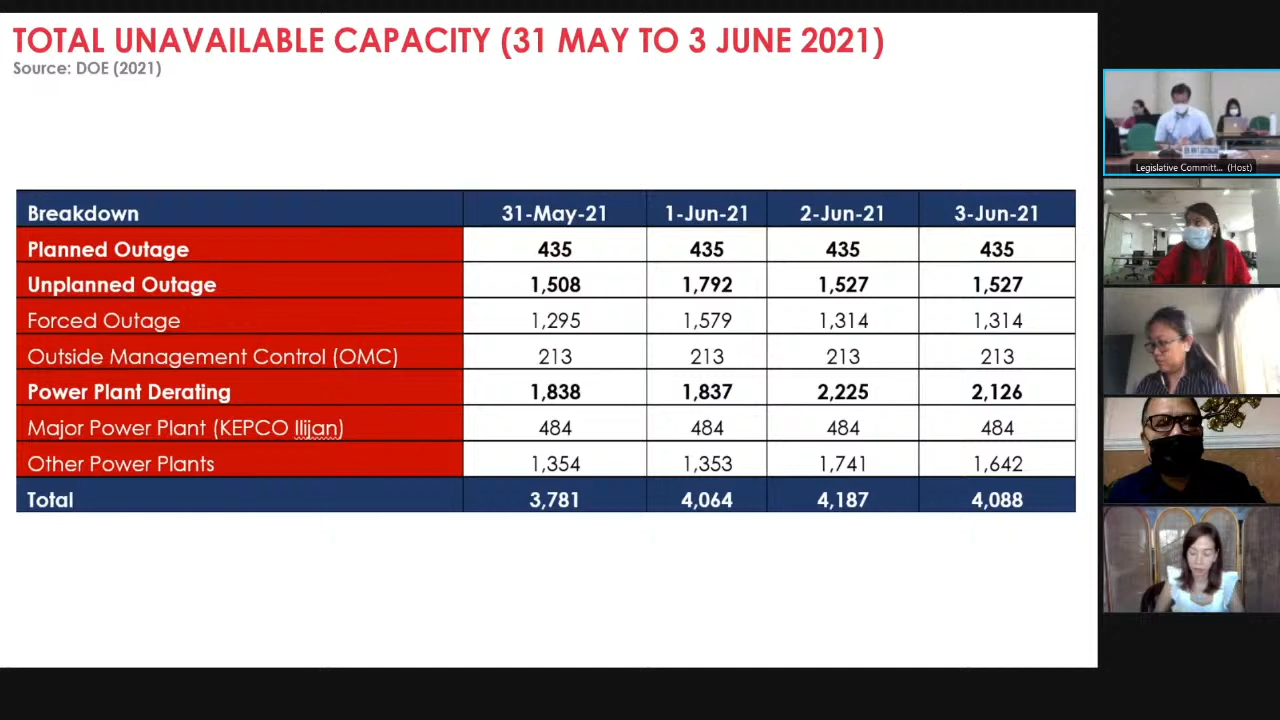 TOTAL UNAVAILABLE CAPACITY (31 MAY TO 3 JUNE 2021)
Source: DOE (2021)
Breakdown 31-May-21 1-Jun-21 2-Jun-21 3-Jun-21
Planned Outage 435 435 435 435
Unplanned Outage 1,508 1,792 1,527 1,527
Forced Outage 1,295 1,579 1,314 1,314
Outside Management Control (OMC) 213 213 213 213
Power Plant Derating 1,838 1,837 2,225 2,126
Major Power Plant (KEPCO Ilijan) 484 484 484 484
Other Power Plants 1,354 1,353 1,741 1,642
Total 3,781 4,064 4,187 4,088
Legislative Committ... (Host)